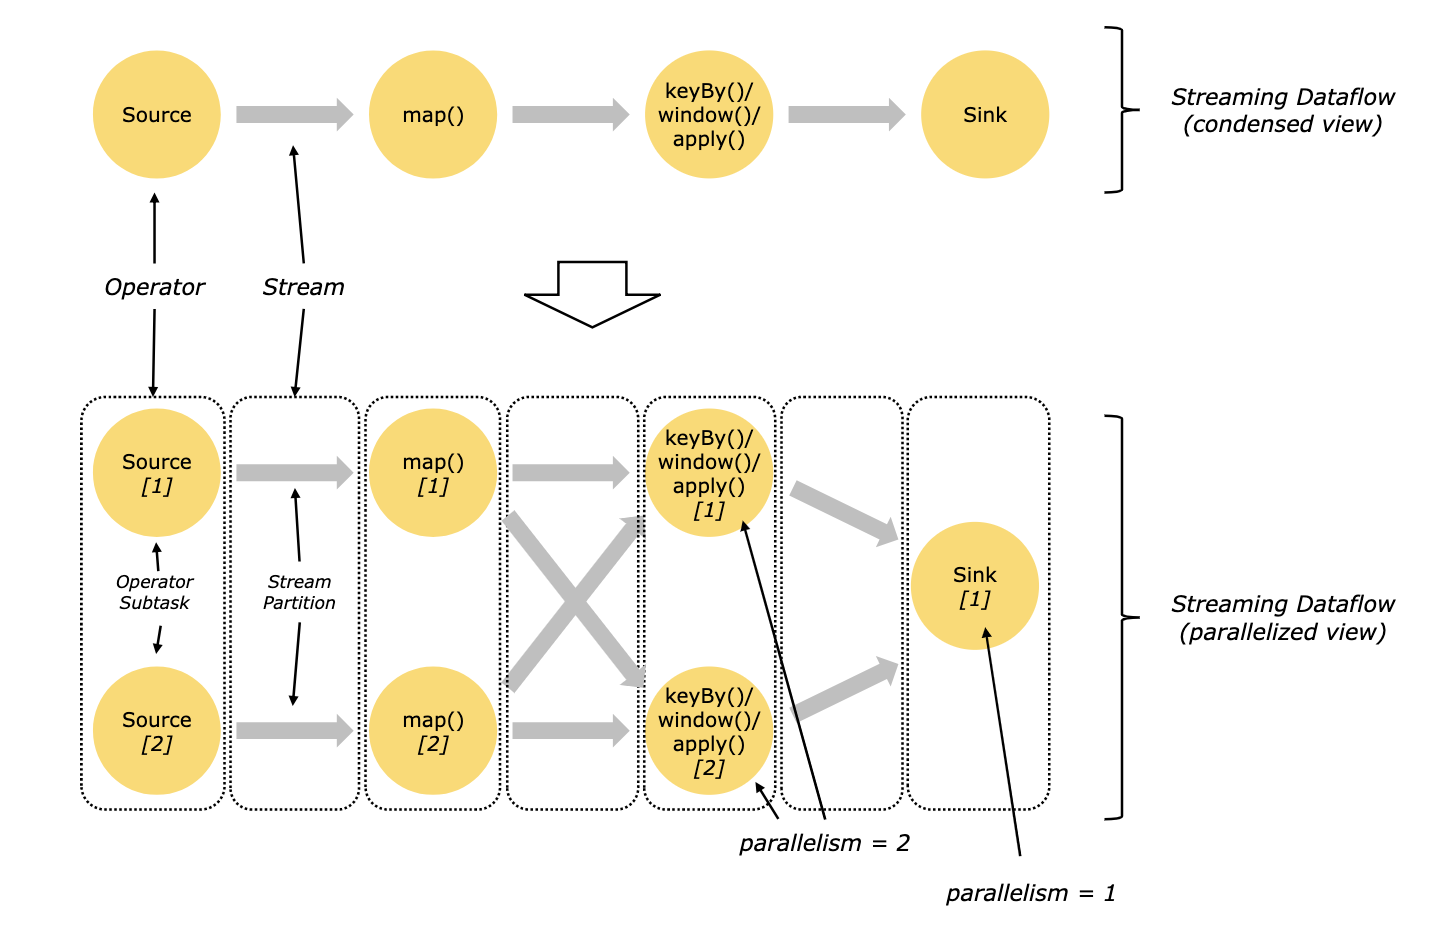 Source
map()
keyBy()/
window()/
apply()
Sink
Streaming Dataflow
(condensed view)
Operator
Stream
Source
[1]
map()
[1]
keyBy()/
window()/
apply()
[1]
Operator
Subtask
Stream
Partition
Sink
[1]
Streaming Dataflow
(parallelized view)
Source
[2]
map()
[2]
keyBy()/
window()/
apply()
[2]
parallelism = 2
parallelism = 1